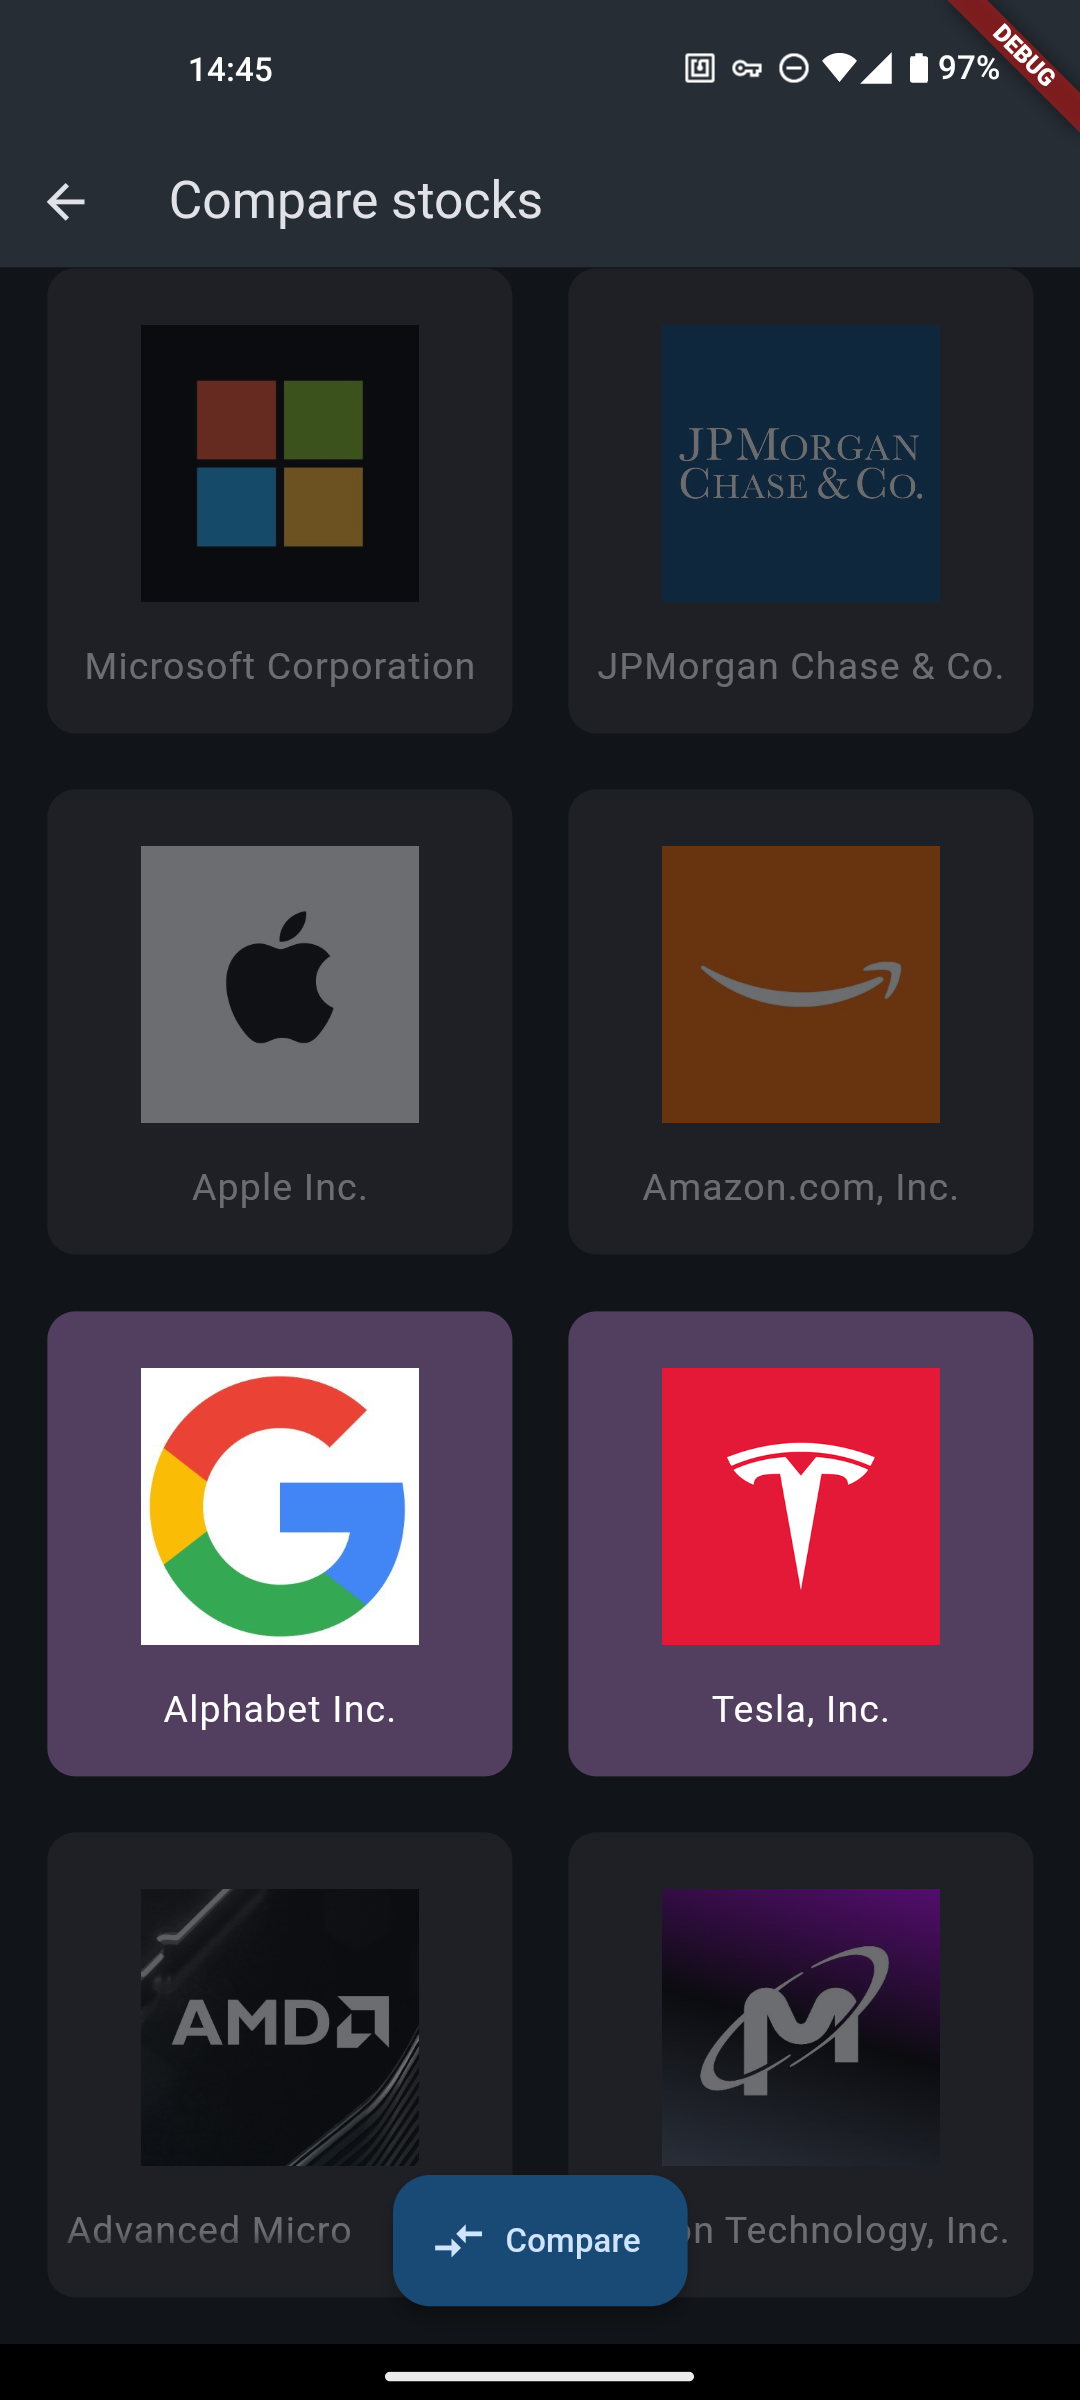 14:45
97%
DEBUG
Compare stocks
JPMORGAN
CHASE & CO.
Microsoft Corporation
JPMorgan Chase & Co.
Apple Inc.
Amazon.com, Inc.
Alphabet Inc.
Tesla, Inc.
AMD
Advanced Micro
Technology, Inc.
Compare